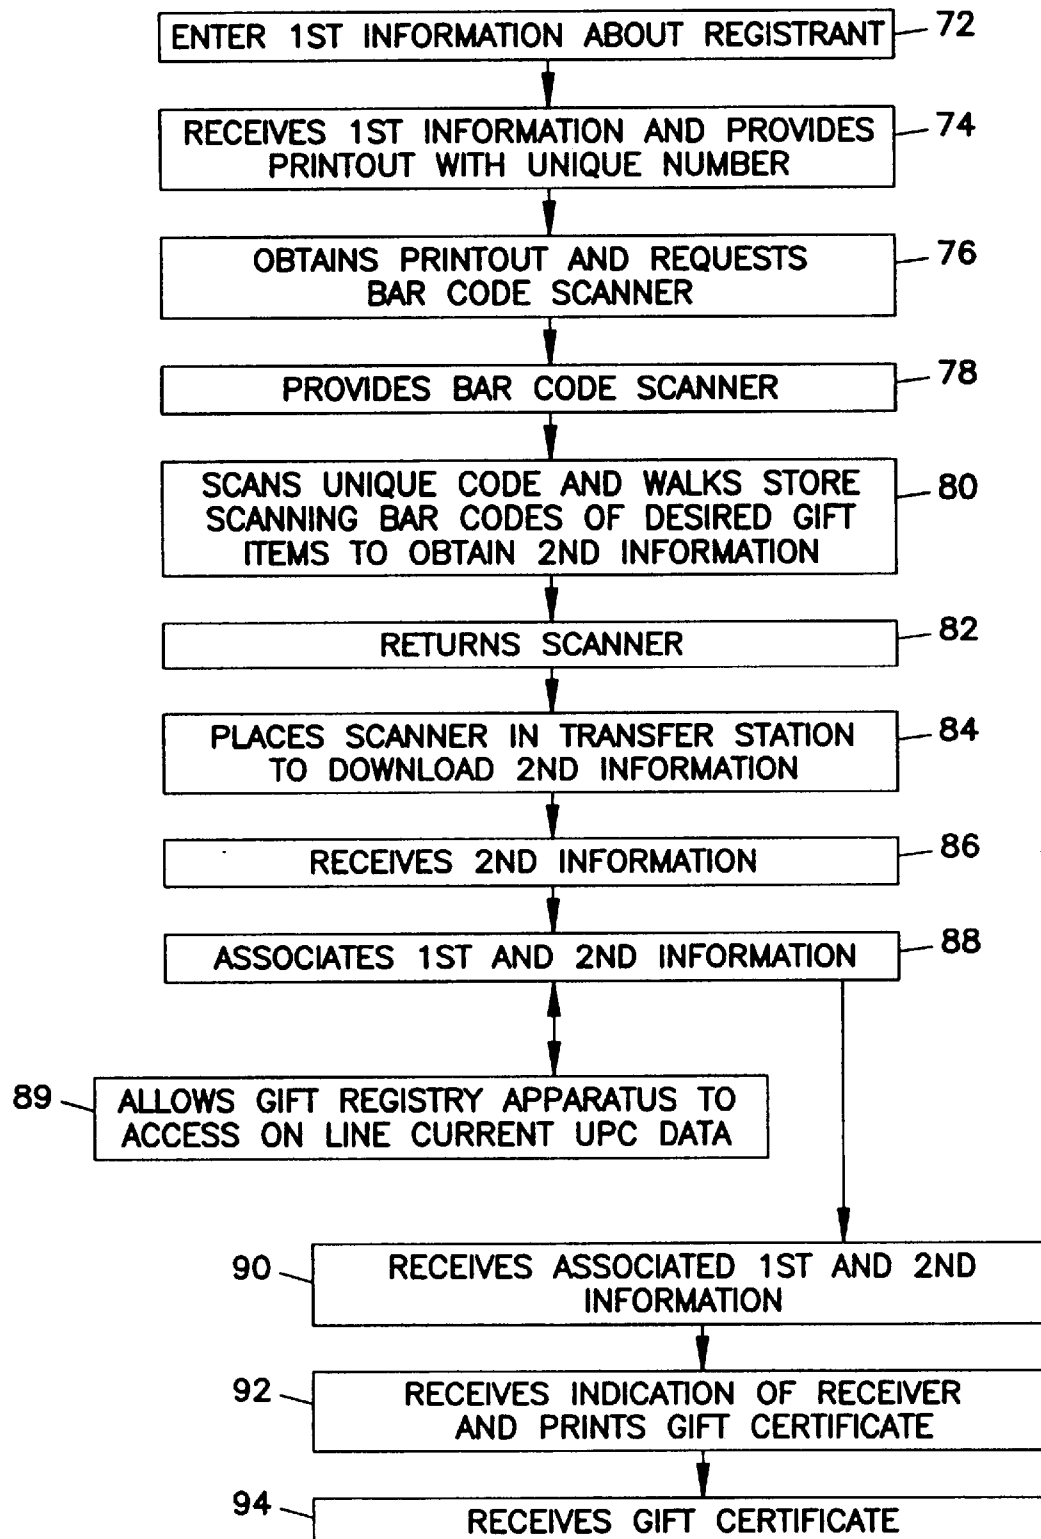 ENTER 1ST INFORMATION ABOUT REGISTRANT
72
RECEIVES 1ST INFORMATION AND PROVIDES
PRINTOUT WITH UNIQUE NUMBER
74
OBTAINS PRINTOUT AND REQUESTS
BAR CODE SCANNER
76
PROVIDES BAR CODE SCANNER
78
SCANS UNIQUE CODE AND WALKS STORE
SCANNING BAR CODES OF DESIRED GIFT
ITEMS TO OBTAIN 2ND INFORMATION
80
RETURNS SCANNER
82
PLACES SCANNER IN TRANSFER STATION
TO DOWNLOAD 2ND INFORMATION
84
RECEIVES 2ND INFORMATION
86
ASSOCIATES 1ST AND 2ND INFORMATION
88
89
ALLOWS GIFT REGISTRY APPARATUS TO
ACCESS ON LINE CURRENT UPC DATA
90
RECEIVES ASSOCIATED 1ST AND 2ND
INFORMATION
92
RECEIVES INDICATION OF RECEIVER
AND PRINTS GIFT CERTIFICATE
94
RECEIVES GIFT CERTIFICATE